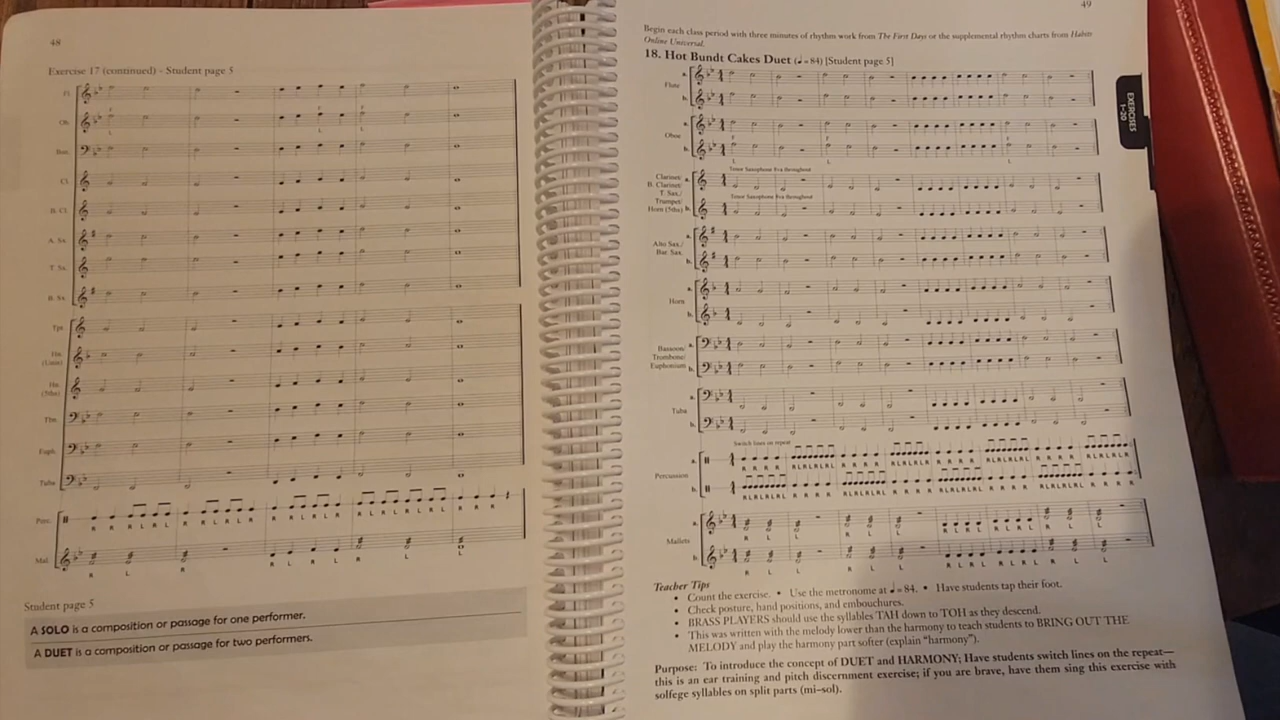 48
Exercise 17 (continued) - Student page 5
Fl.
Ob.
Bsn.
Cl.
B. Cl.
A. Sx.
T. Sx.
B. Sx.
Tpt.
Hn.
Hn.
(5ths)
Tbn.
Euph.
Tuba
Perc.
Mal.
Student page 5
A SOLO is a composition or passage for one performer.
A DUET is a composition or passage for two performers.
49
Begin each class period with three minutes of rhythm work from The First Days or the supplemental rhythm charts from Habits
Online Universal.
18. Hot Bundt Cakes Duet (♩ = 84) [Student page 5]
EXERCISES
1–20
Flute
a.
b.
Oboe
a.
b.
Tenor Saxophone 8va throughout
Clarinet/
B. Clarinet/
T. Sax./
Trumpet/
Horn (5ths)
a.
b.
Tenor Saxophone 8va throughout
Alto Sax./
Bar. Sax.
a.
b.
Horn
a.
b.
Bassoon/
Trombone/
Euphonium
a.
b.
Tuba
a.
b.
Switch lines on repeat
Percussion
a.
b.
Mallets
a.
b.
Teacher Tips
• Count the exercise. • Use the metronome at ♩ = 84. • Have students tap their foot.
• Check posture, hand positions, and embouchures.
• BRASS PLAYERS should use the syllables TAH down to TOH as they descend.
• This was written with the melody lower than the harmony to teach students to BRING OUT THE
MELODY and play the harmony part softer (explain “harmony”).
Purpose: To introduce the concept of DUET and HARMONY; Have students switch lines on the repeat—
this is an ear training and pitch discernment exercise; if you are brave, have them sing this exercise with
solfege syllables on split parts (mi–sol).